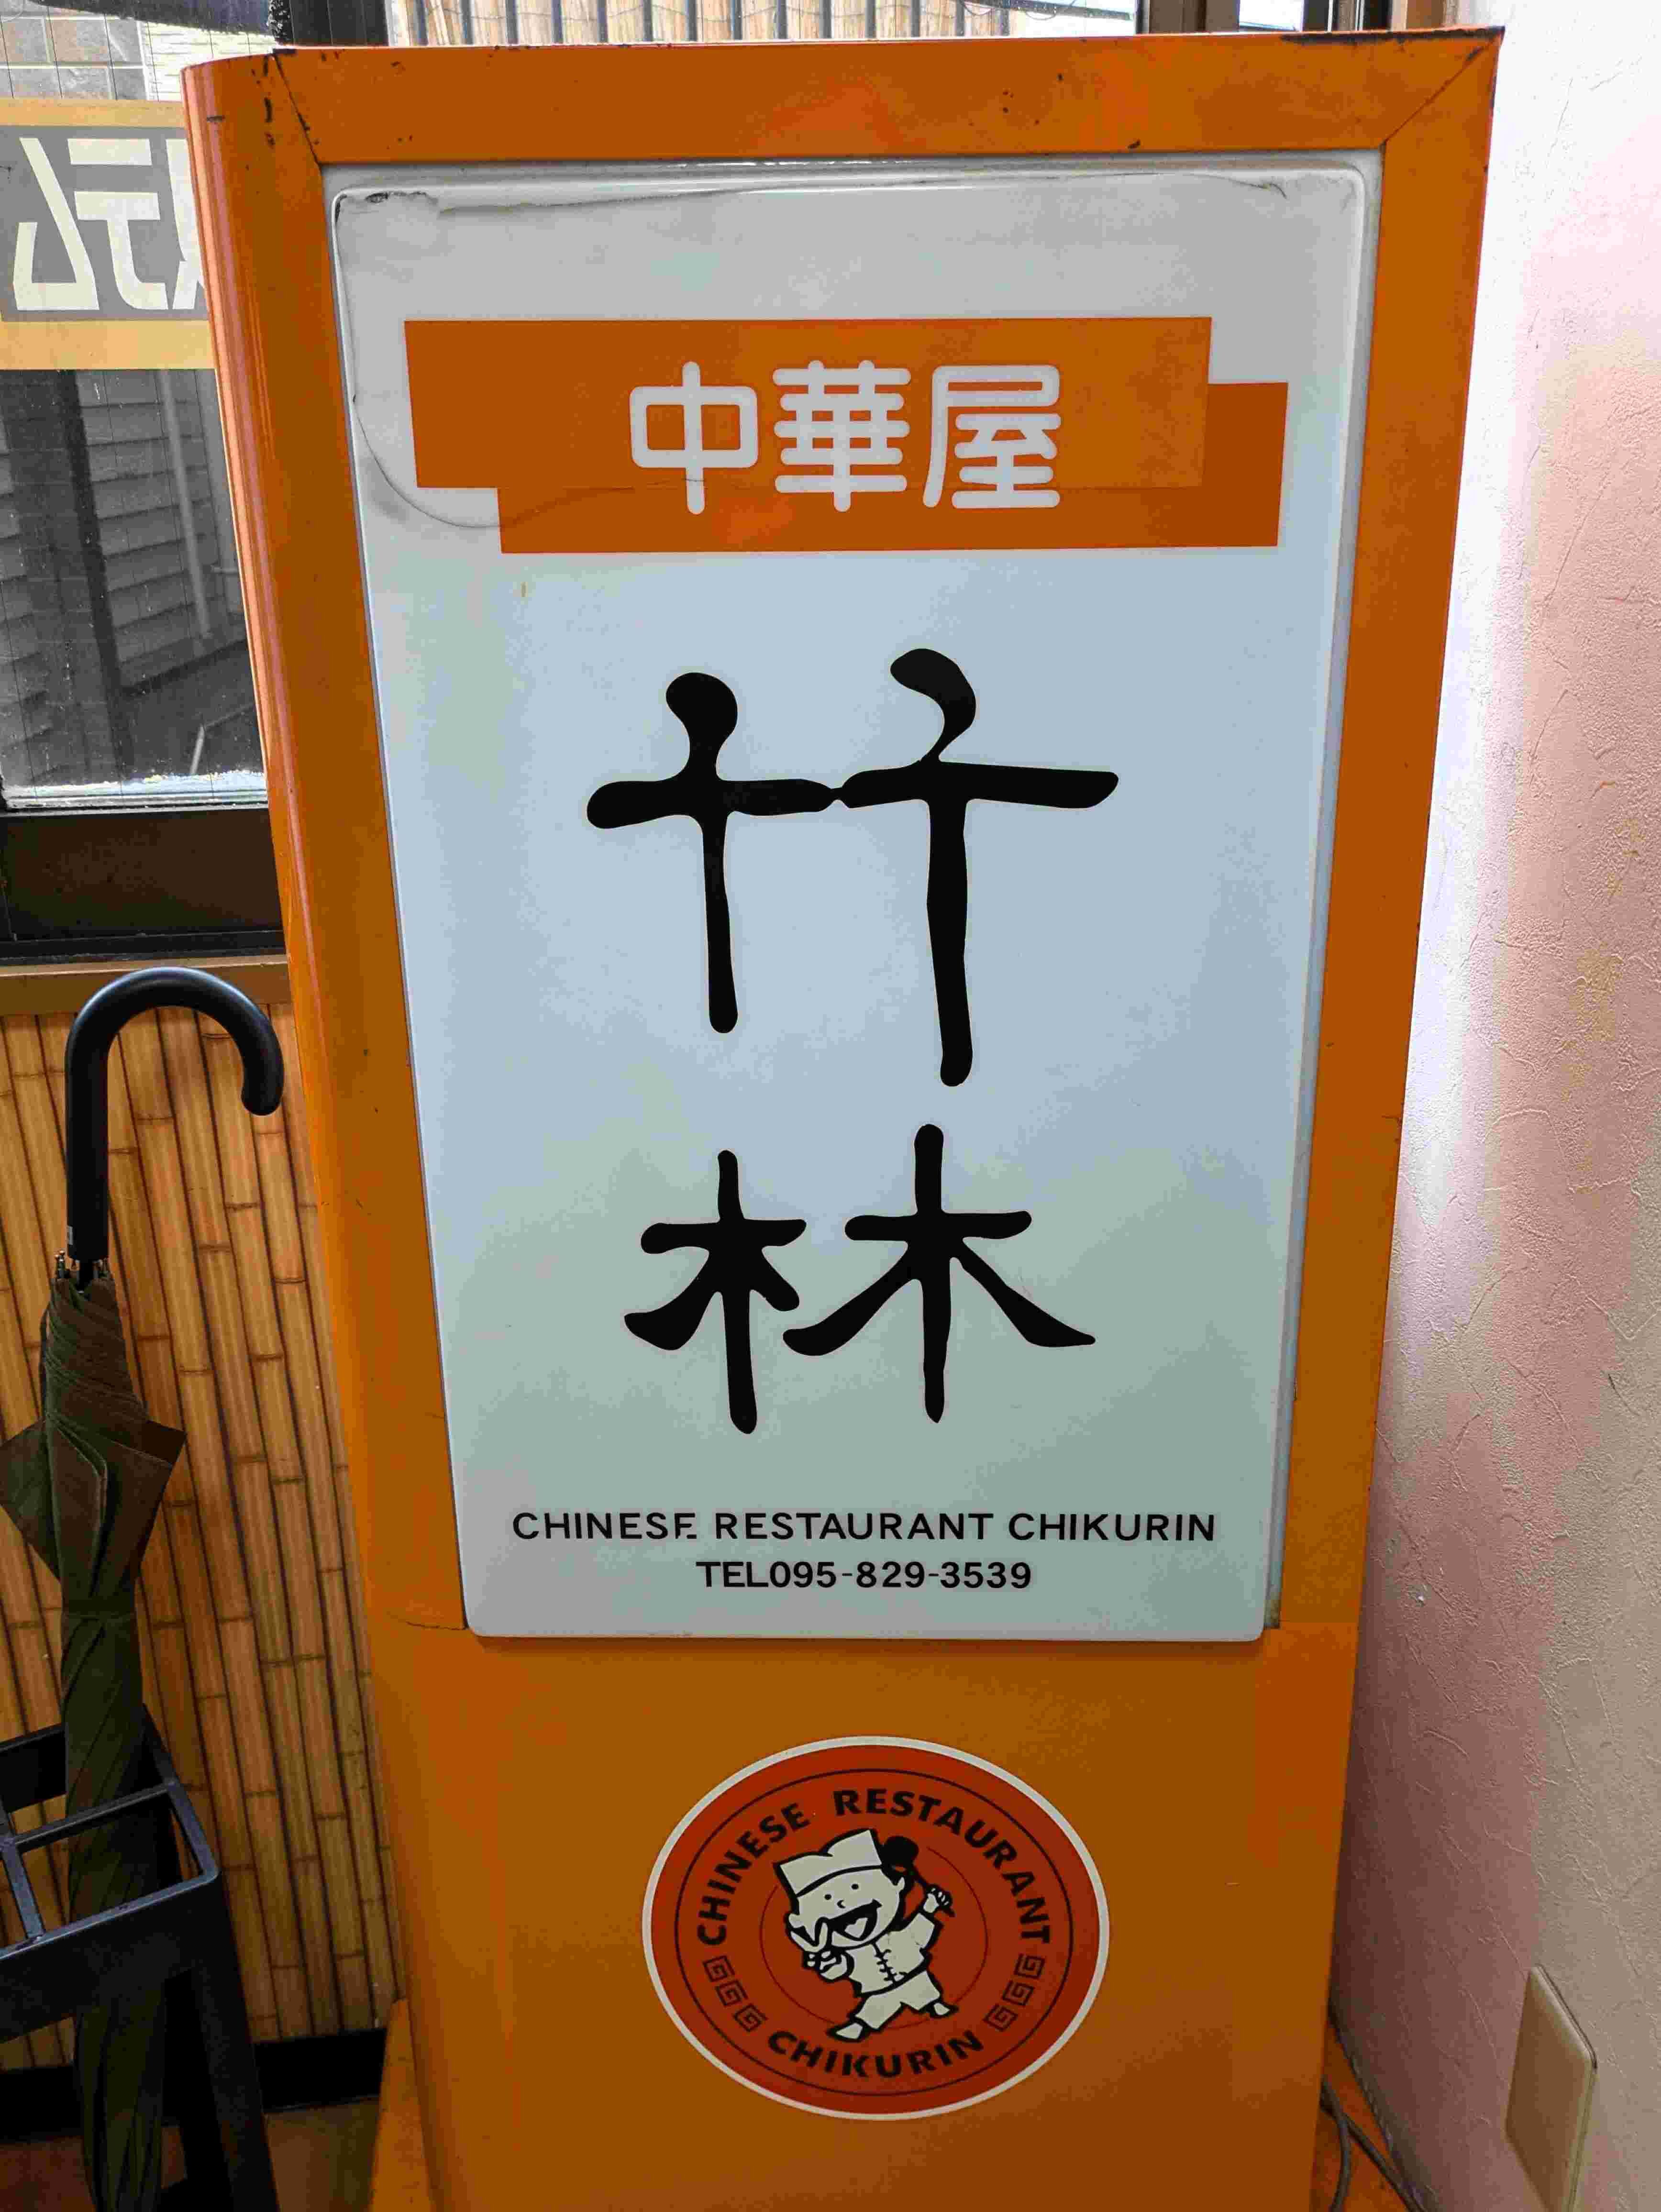 中華屋
竹
林
CHINESE RESTAURANT CHIKURIN
TEL095-829-3539
CHINESE RESTAURANT
CHIKURIN